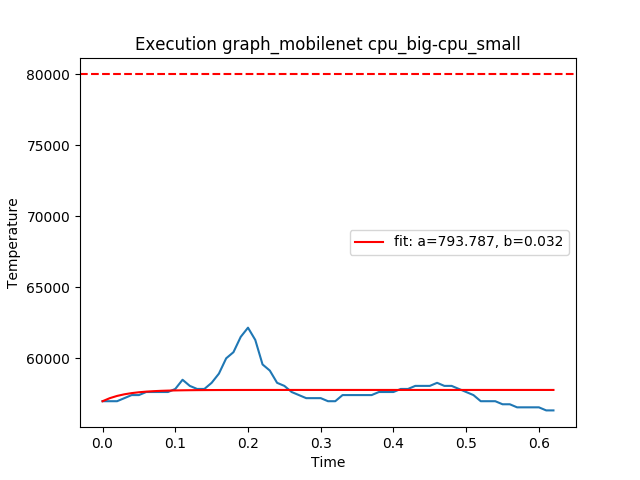 Execution graph_mobilenet cpu_big-cpu_small
80000
75000
70000
65000
60000
Temperature
fit: a=793.787, b=0.032
0.0 0.1 0.2 0.3 0.4 0.5 0.6
Time